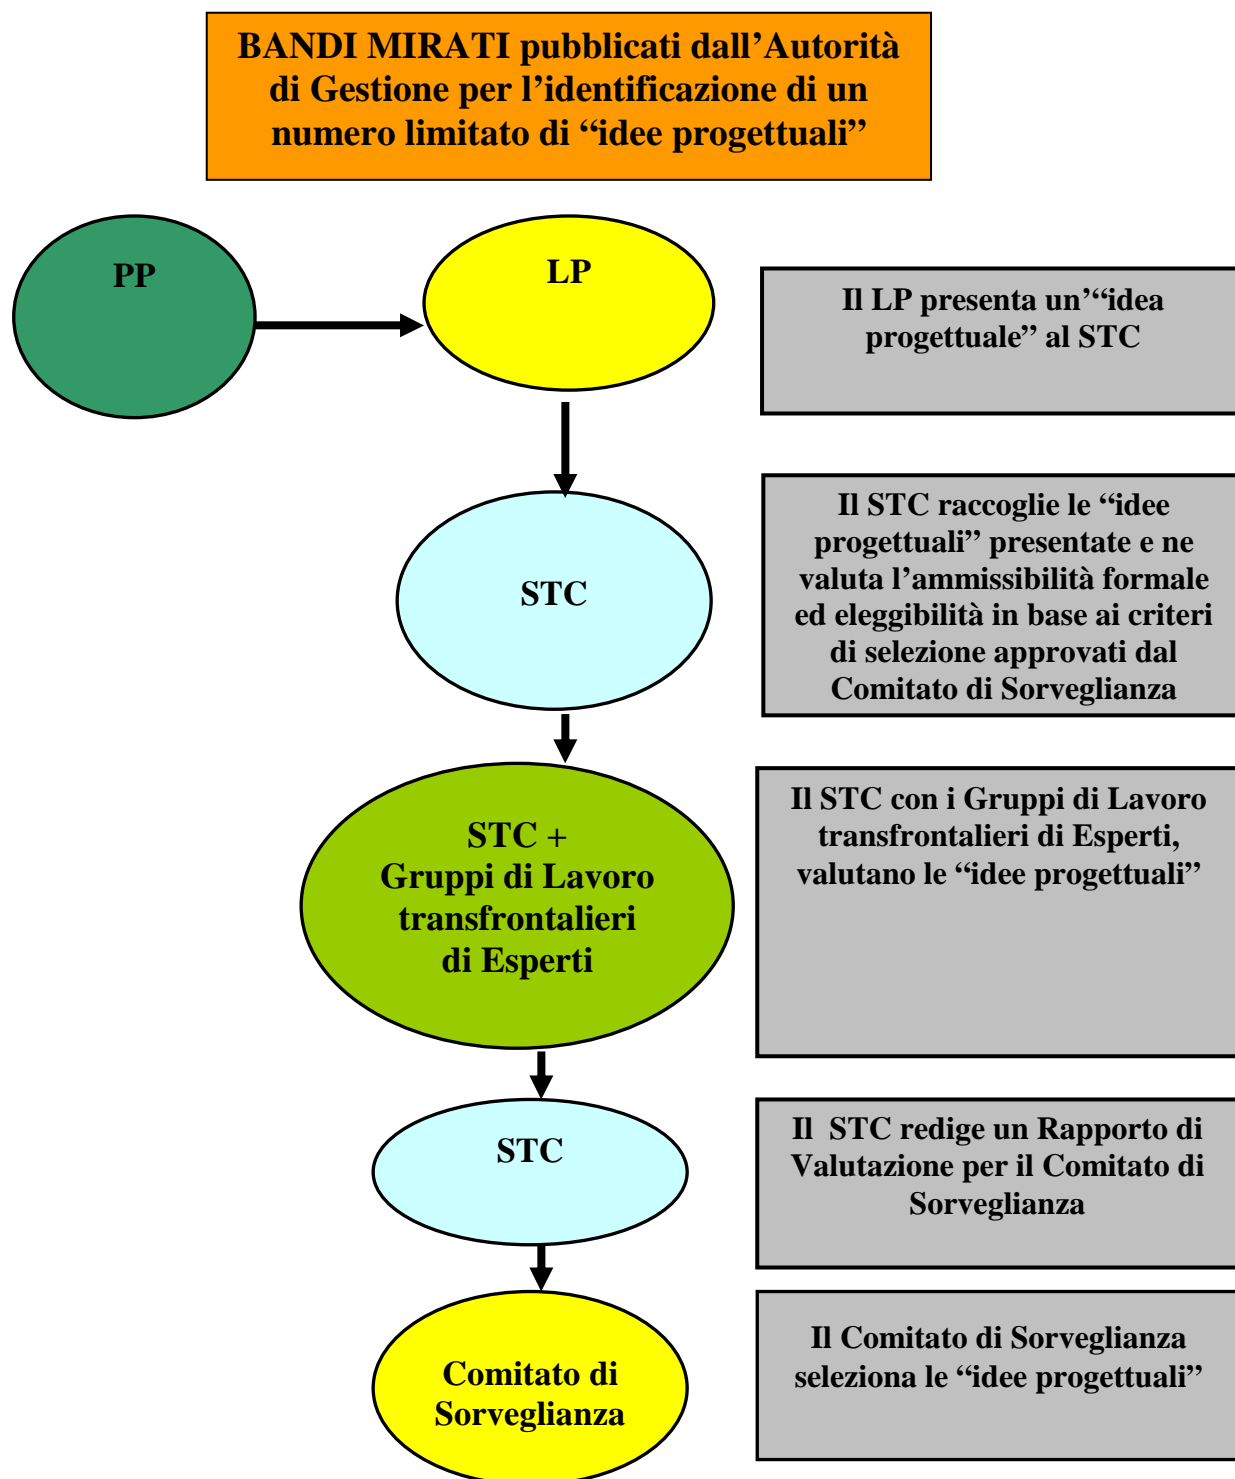 BANDI MIRATI pubblicati dall’Autorità
di Gestione per l’identificazione di un
numero limitato di “idee progettuali”
PP
LP
Il LP presenta un’“idea
progettuale” al STC
STC
Il STC raccoglie le “idee
progettuali” presentate e ne
valuta l’ammissibilità formale
ed eleggibilità in base ai criteri
di selezione approvati dal
Comitato di Sorveglianza
STC +
Gruppi di Lavoro
transfrontalieri
di Esperti
Il STC con i Gruppi di Lavoro
transfrontalieri di Esperti,
valutano le “idee progettuali”
STC
Il  STC redige un Rapporto di
Valutazione per il Comitato di
Sorveglianza
Comitato di
Sorveglianza
Il Comitato di Sorveglianza
seleziona le “idee progettuali”